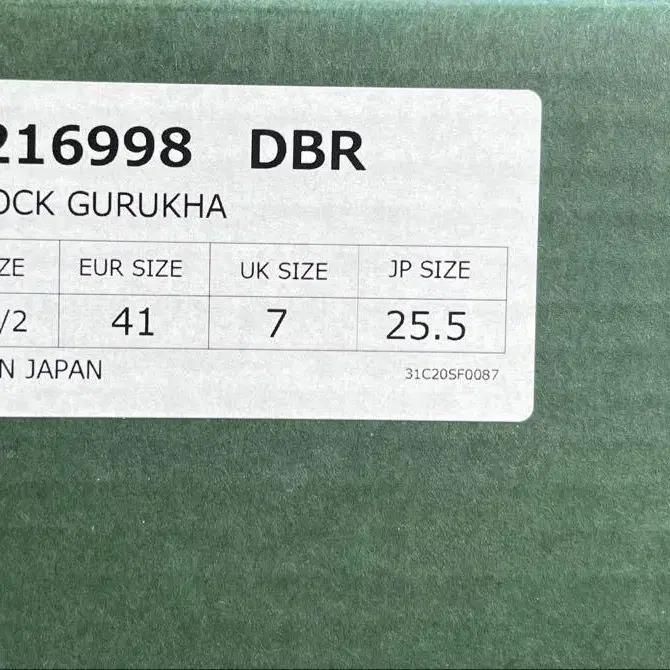 216998 DBR
OCK GURUKHA
ZE EUR SIZE UK SIZE JP SIZE
/2 41 7 25.5
N JAPAN 31C20SF0087